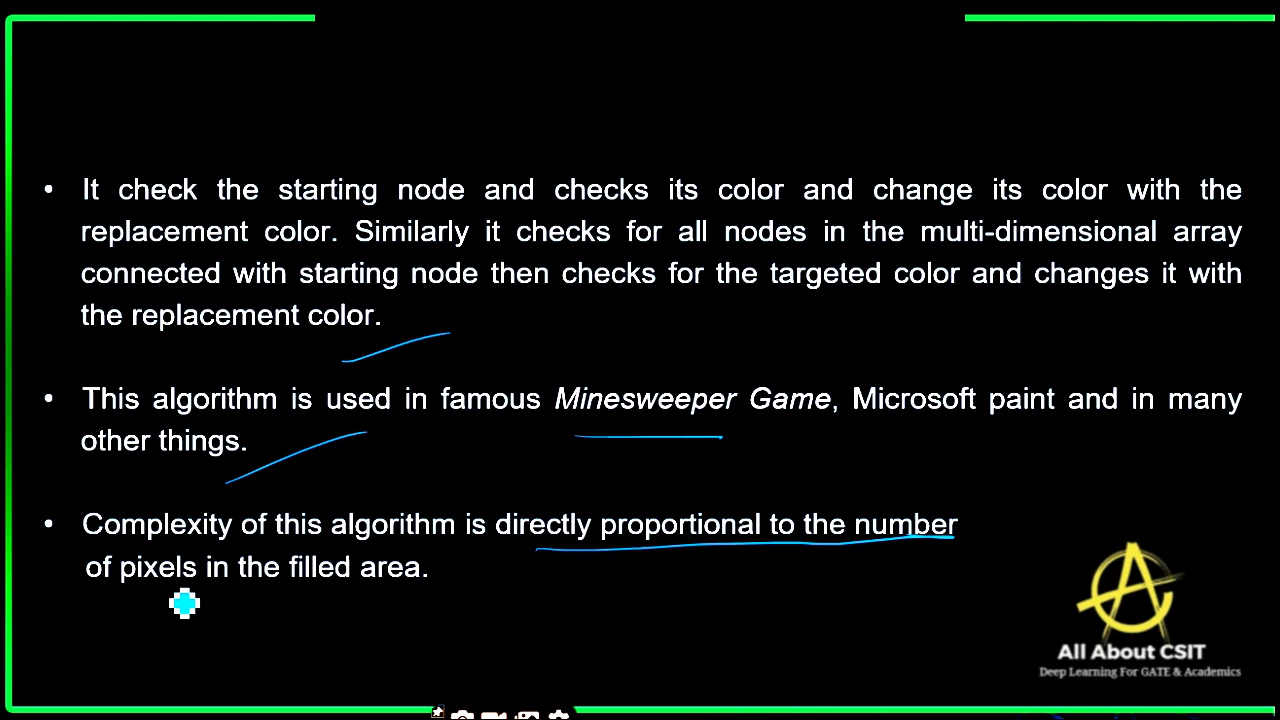 • It check the starting node and checks its color and change its color with the
replacement color. Similarly it checks for all nodes in the multi-dimensional array
connected with starting node then checks for the targeted color and changes it with
the replacement color.
• This algorithm is used in famous Minesweeper Game, Microsoft paint and in many
other things.
• Complexity of this algorithm is directly proportional to the number
of pixels in the filled area.
All About CSIT
Deep Learning For GATE & Academics